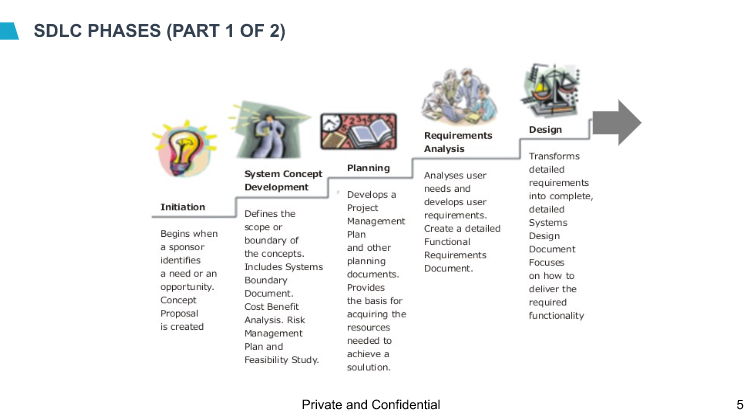 SDLC PHASES (PART 1 OF 2)
Initiation
Begins when
a sponsor
identifies
a need or an
opportunity.
Concept
Proposal
is created
System Concept
Development
Defines the
scope or
boundary of
the concepts.
Includes Systems
Boundary
Document.
Cost Benefit
Analysis. Risk
Management
Plan and
Feasibility Study.
Planning
Develops a
Project
Management
Plan
and other
planning
documents.
Provides
the basis for
acquiring the
resources
needed to
achieve a
soulution.
Requirements
Analysis
Analyses user
needs and
develops user
requirements.
Create a detailed
Functional
Requirements
Document.
Design
Transforms
detailed
requirements
into complete,
detailed
Systems
Design
Document
Focuses
on how to
deliver the
required
functionality
Private and Confidential
5